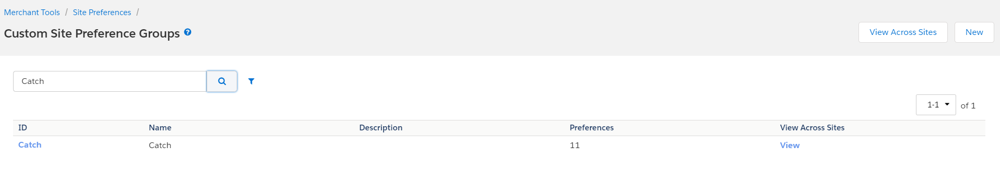 Merchant Tools / Site Preferences /
Custom Site Preference Groups ?
View Across Sites New
Catch
1-1 of 1
ID Name Description Preferences View Across Sites
Catch Catch 11 View